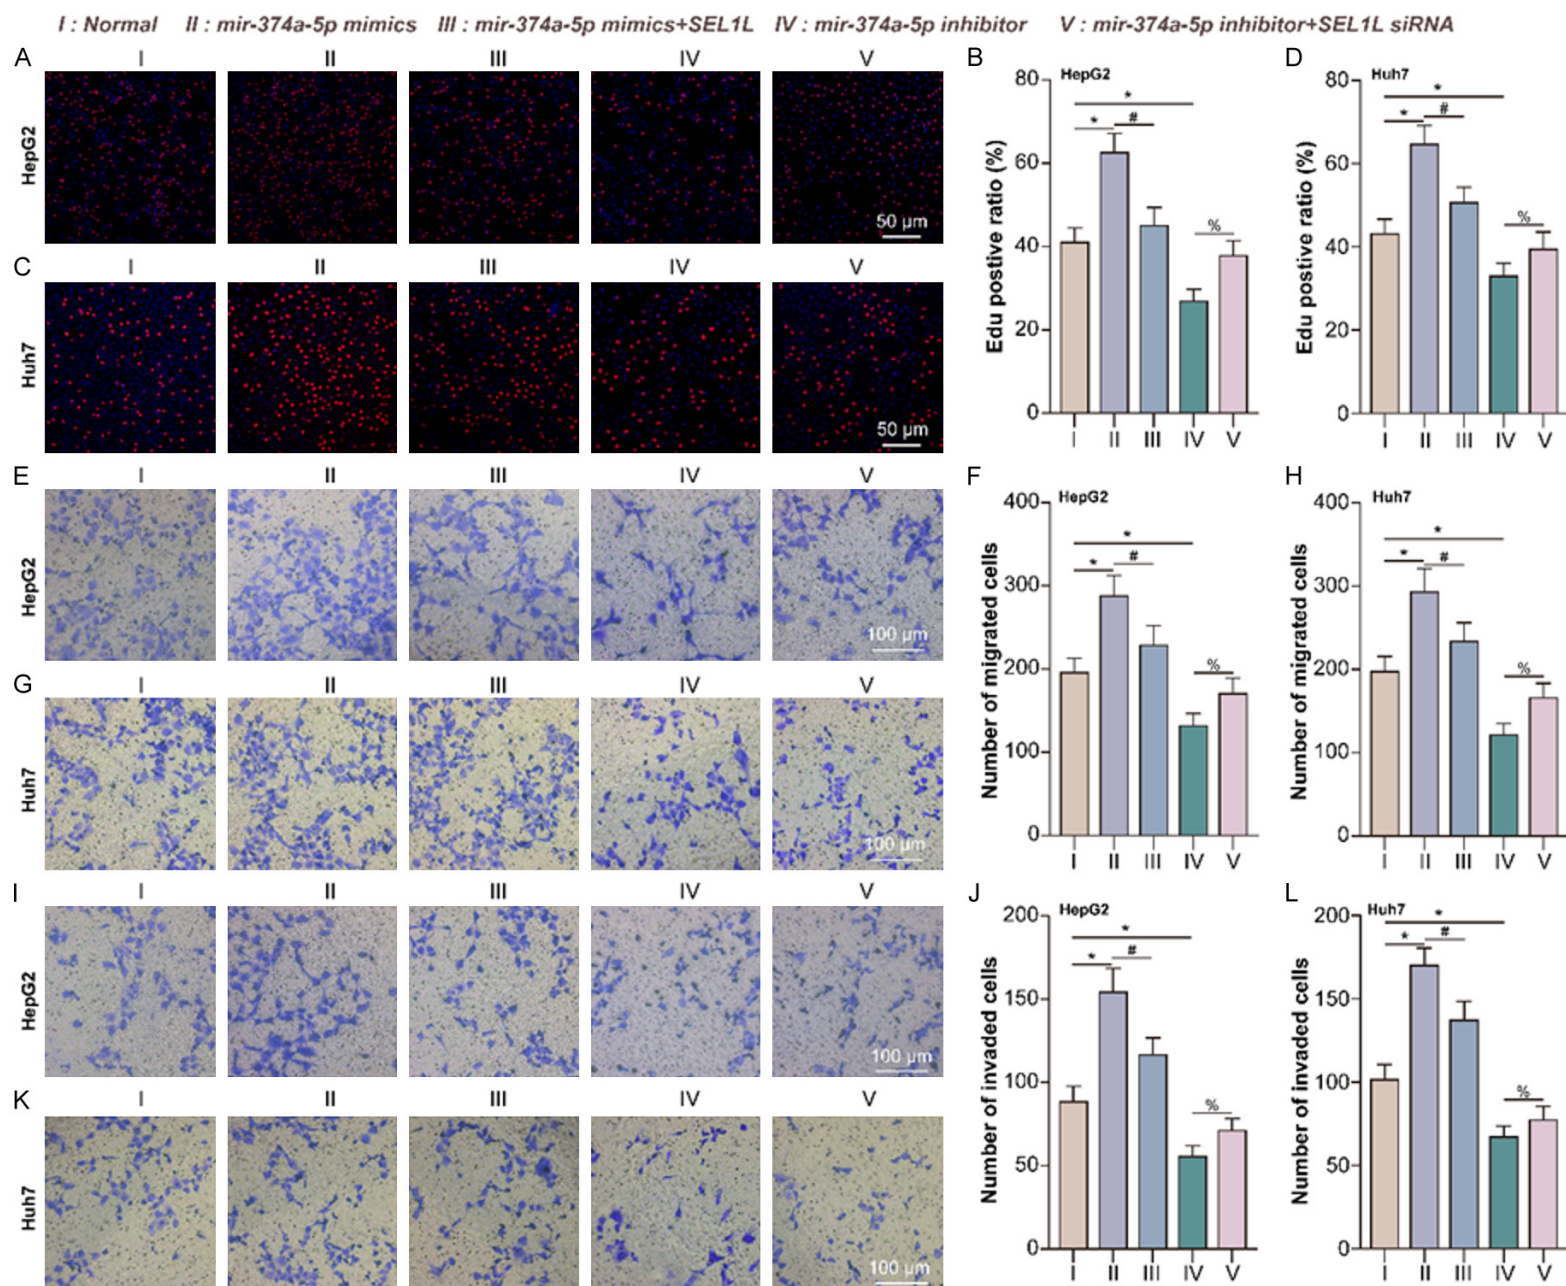 I : Normal II : mir-374a-5p mimics III : mir-374a-5p mimics+SEL1L IV : mir-374a-5p inhibitor V : mir-374a-5p inhibitor+SEL1L siRNA
A I II III IV V
HepG2
50 µm
B
HepG2
Edu postive ratio (%)
80
60
40
20
0
* * # %
I II III IV V
D
Huh7
Edu postive ratio (%)
80
60
40
20
0
* * # %
I II III IV V
C I II III IV V
Huh7
50 µm
E I II III IV V
HepG2
100 µm
F
HepG2
Number of migrated cells
400
300
200
100
0
* * # %
I II III IV V
H
Huh7
Number of migrated cells
400
300
200
100
0
* * # %
I II III IV V
G I II III IV V
Huh7
100 µm
I I II III IV V
HepG2
100 µm
J
HepG2
Number of invaded cells
200
150
100
50
0
* * # %
I II III IV V
L
Huh7
Number of invaded cells
200
150
100
50
0
* * # %
I II III IV V
K I II III IV V
Huh7
100 µm